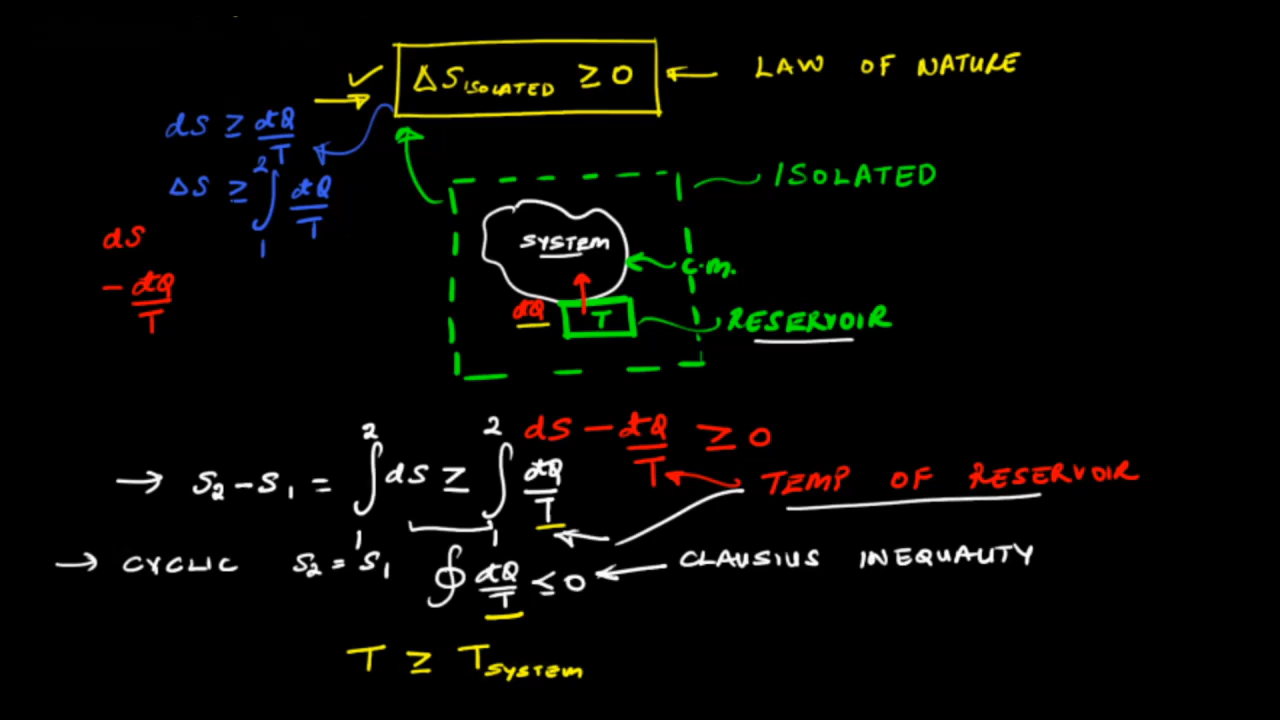 ΔS_ISOLATED ≥ 0 ← LAW OF NATURE
dS ≥ đQ/T
ΔS ≥ ∫₁² đQ/T
ISOLATED
SYSTEM
C.M.
dS
- đQ/T
đQ
T
RESERVOIR
dS - đQ/T ≥ 0
→ S₂ - S₁ = ∫₁² dS ≥ ∫₁² đQ/T
TEMP OF RESERVOIR
→ CYCLIC S₂ = S₁ ∮ đQ/T ≤ 0 ← CLAUSIUS INEQUALITY
T ≥ T_SYSTEM